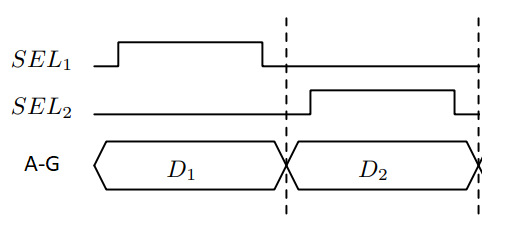 SEL₁
SEL₂
A-G D₁ D₂